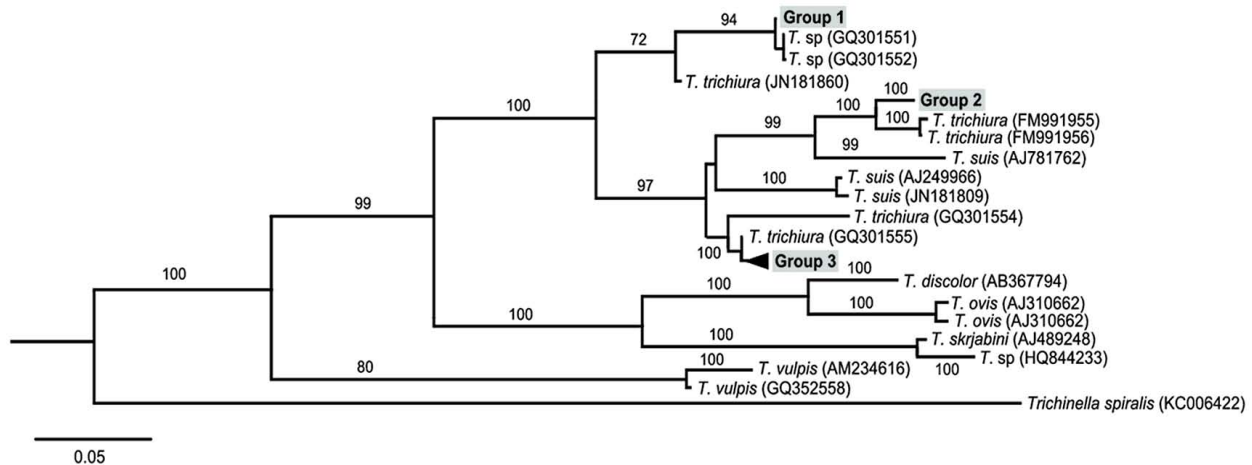 94
Group 1
T. sp (GQ301551)
72
T. sp (GQ301552)
T. trichiura (JN181860)
100
Group 2
100
100
100
T. trichiura (FM991955)
99
T. trichiura (FM991956)
99
T. suis (AJ781762)
100
T. suis (AJ249966)
97
T. suis (JN181809)
99
T. trichiura (GQ301554)
T. trichiura (GQ301555)
100
Group 3
100
100
T. discolor (AB367794)
100
100
T. ovis (AJ310662)
100
T. ovis (AJ310662)
100
T. skrjabini (AJ489248)
T. sp (HQ844233)
100
80
100
T. vulpis (AM234616)
T. vulpis (GQ352558)
Trichinella spiralis (KC006422)
0.05